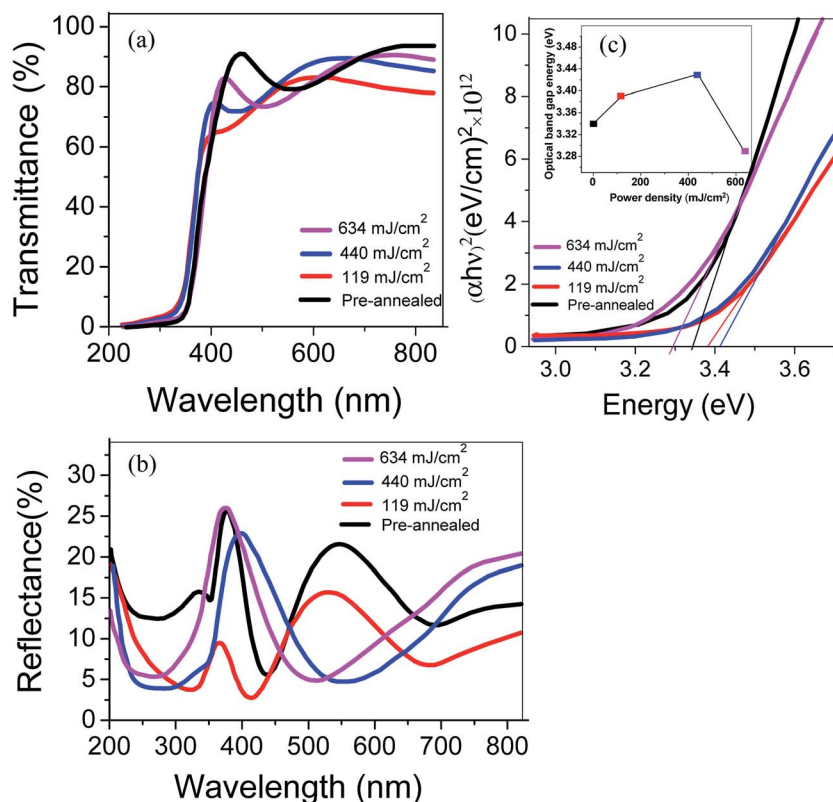 (a)
Transmittance (%)
100
80
60
40
20
0
634 mJ/cm²
440 mJ/cm²
119 mJ/cm²
Pre-annealed
200 400 600 800
Wavelength (nm)
(c)
(αhν)²(eV/cm)²×10¹²
10
8
6
4
2
0
Optical band gap energy (eV)
3.48
3.44
3.40
3.36
3.32
3.28
0 200 400 600
Power density (mJ/cm²)
634 mJ/cm²
440 mJ/cm²
119 mJ/cm²
Pre-annealed
3.0 3.2 3.4 3.6
Energy (eV)
(b)
Reflectance(%)
30
25
20
15
10
5
0
634 mJ/cm²
440 mJ/cm²
119 mJ/cm²
Pre-annealed
200 300 400 500 600 700 800
Wavelength (nm)